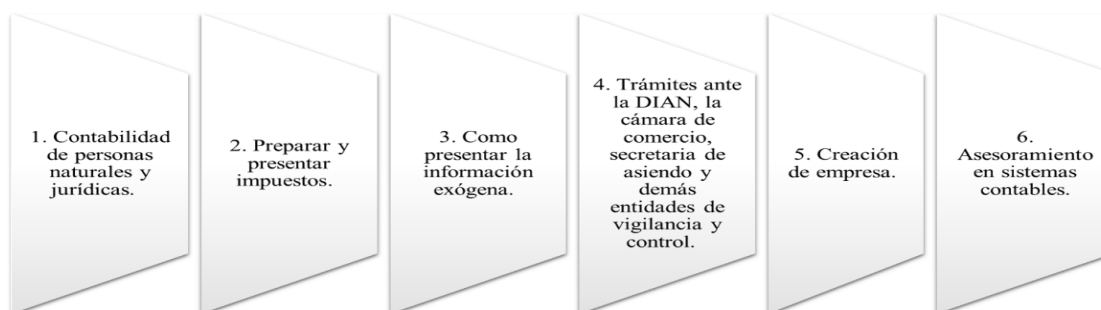 1. Contabilidad
de personas
naturales y
jurídicas.
2. Preparar y
presentar
impuestos.
3. Como
presentar la
información
exógena.
4. Trámites ante
la DIAN, la
cámara de
comercio,
secretaria de
asiendo y
demás
entidades de
vigilancia y
control.
5. Creación
de empresa.
6.
Asesoramiento
en sistemas
contables.